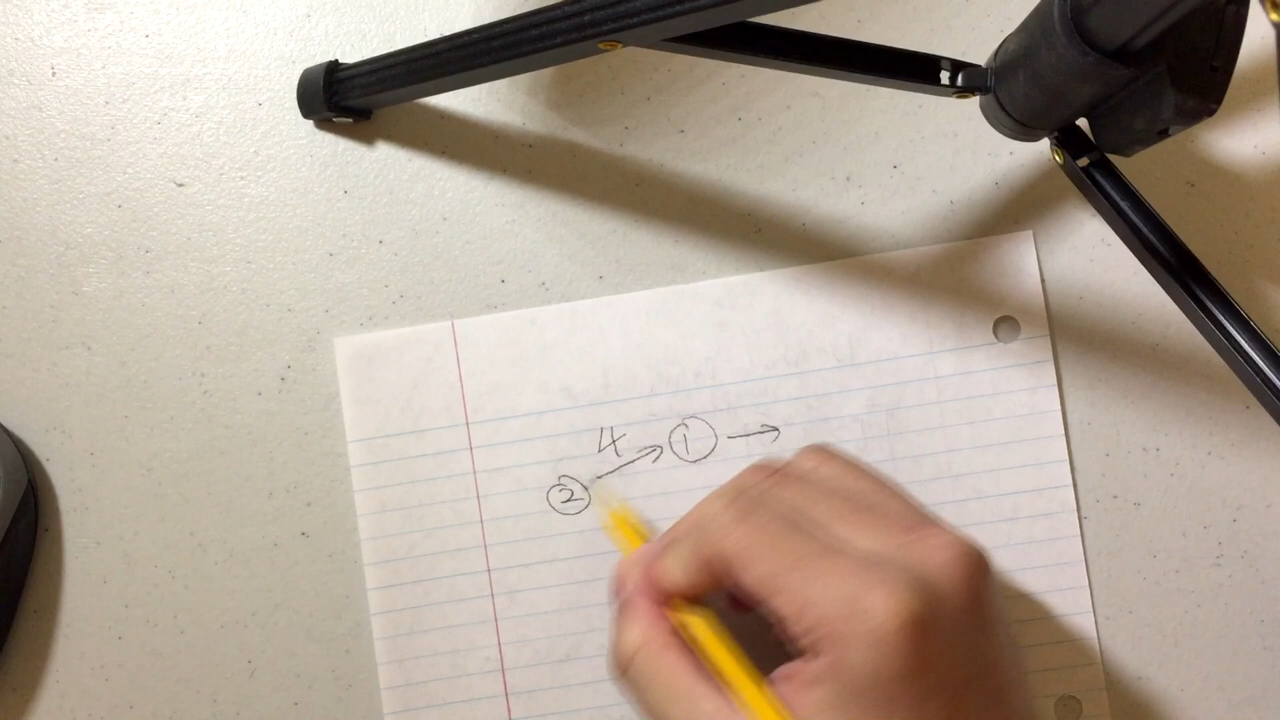 4 → ① →
②